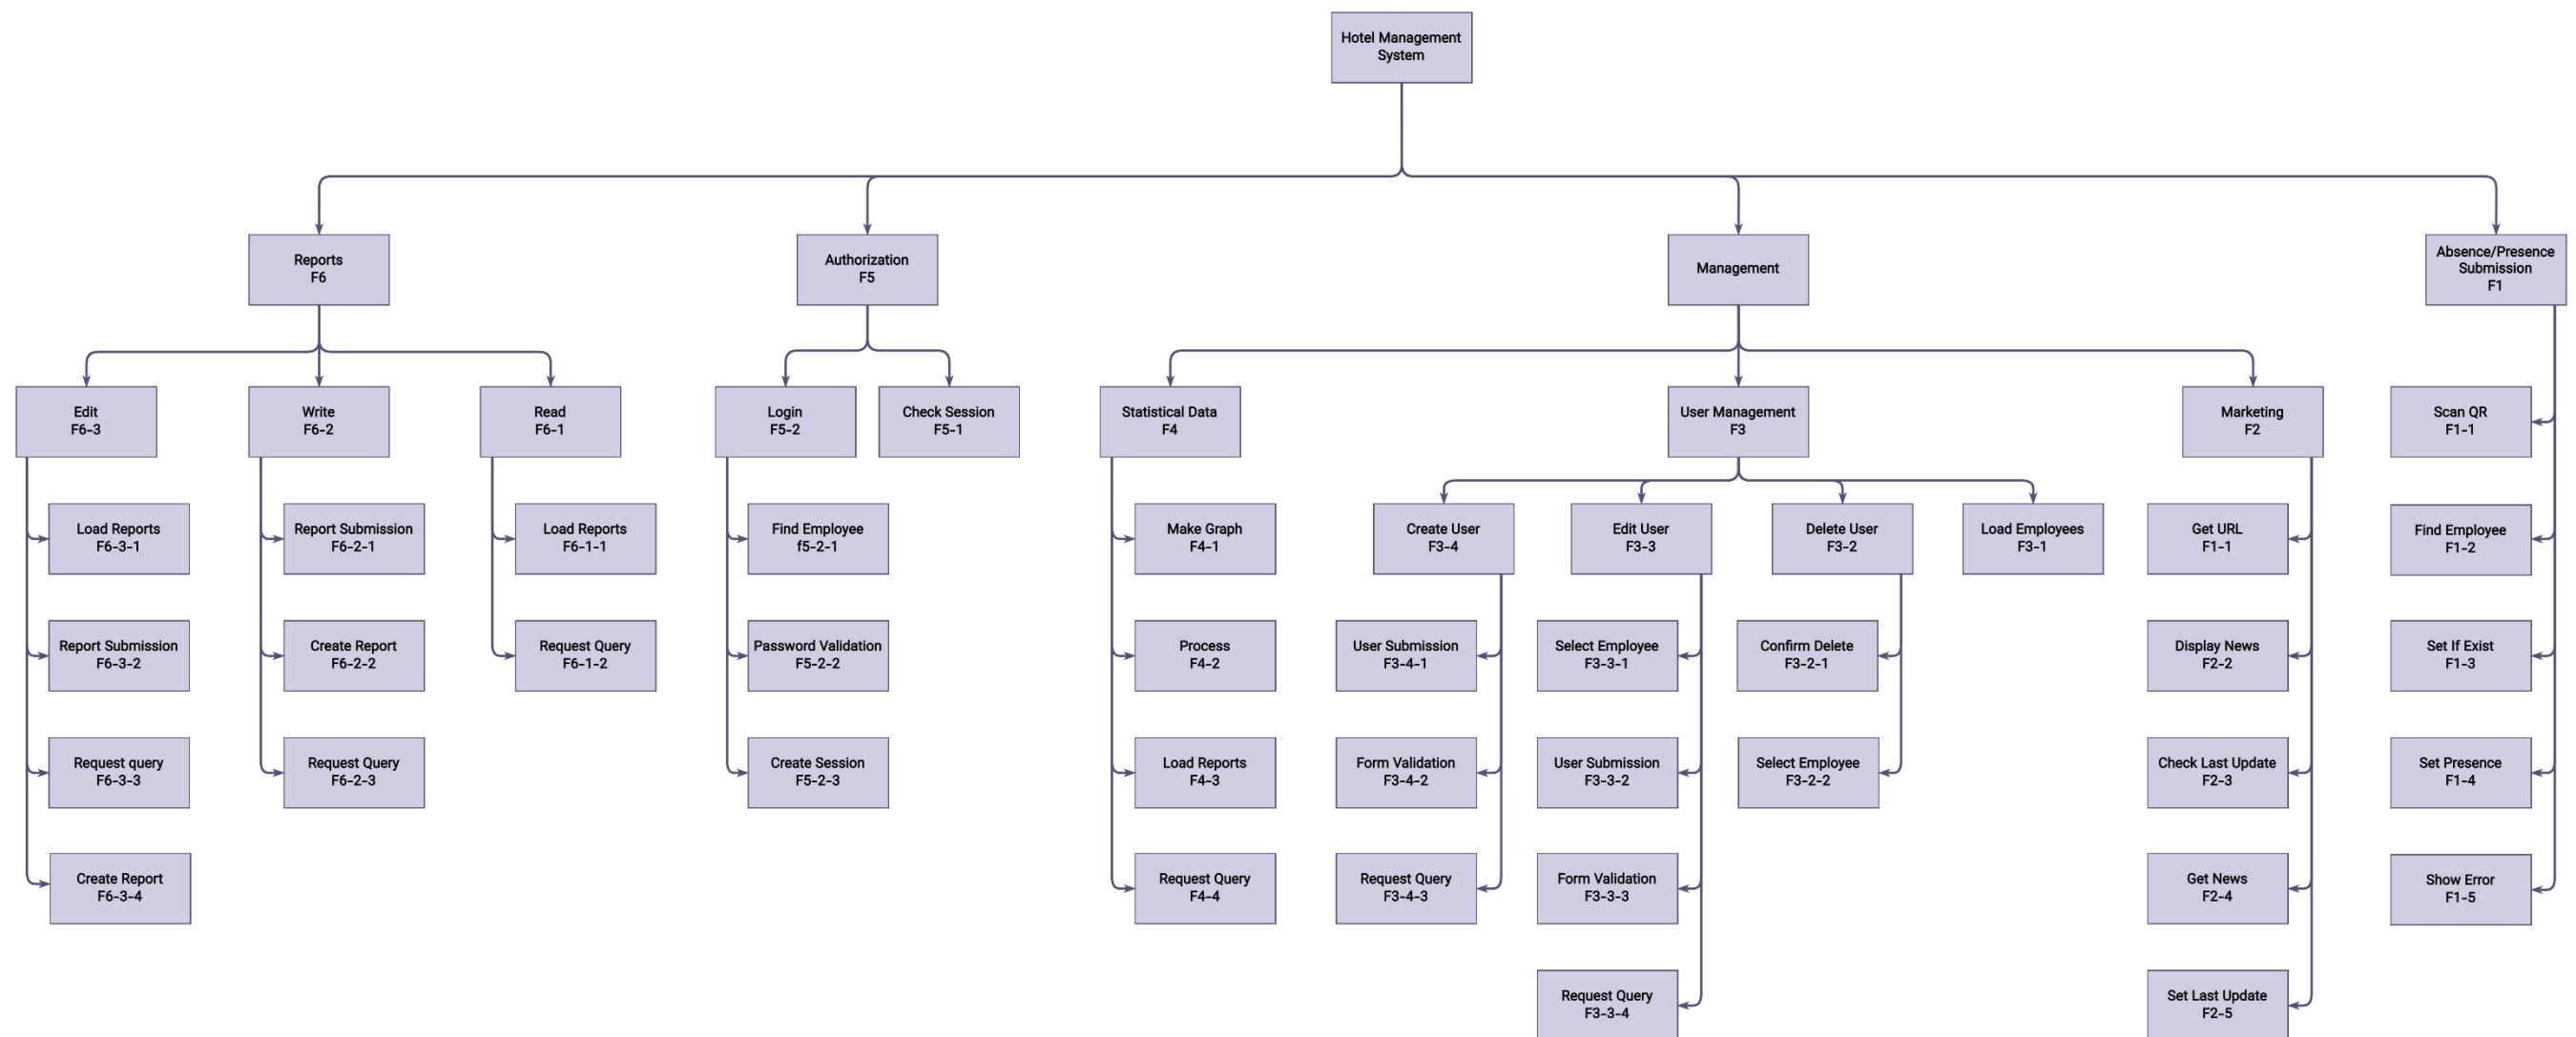 Hotel Management
System
Reports
F6
Authorization
F5
Management
Absence/Presence
Submission
F1
Edit
F6-3
Write
F6-2
Read
F6-1
Login
F5-2
Check Session
F5-1
Statistical Data
F4
User Management
F3
Marketing
F2
Scan QR
F1-1
Load Reports
F6-3-1
Report Submission
F6-2-1
Load Reports
F6-1-1
Find Employee
f5-2-1
Make Graph
F4-1
Create User
F3-4
Edit User
F3-3
Delete User
F3-2
Load Employees
F3-1
Get URL
F1-1
Find Employee
F1-2
Report Submission
F6-3-2
Create Report
F6-2-2
Request Query
F6-1-2
Password Validation
F5-2-2
Process
F4-2
User Submission
F3-4-1
Select Employee
F3-3-1
Confirm Delete
F3-2-1
Display News
F2-2
Set If Exist
F1-3
Request query
F6-3-3
Request Query
F6-2-3
Create Session
F5-2-3
Load Reports
F4-3
Form Validation
F3-4-2
User Submission
F3-3-2
Select Employee
F3-2-2
Check Last Update
F2-3
Set Presence
F1-4
Create Report
F6-3-4
Request Query
F4-4
Request Query
F3-4-3
Form Validation
F3-3-3
Get News
F2-4
Show Error
F1-5
Request Query
F3-3-4
Set Last Update
F2-5